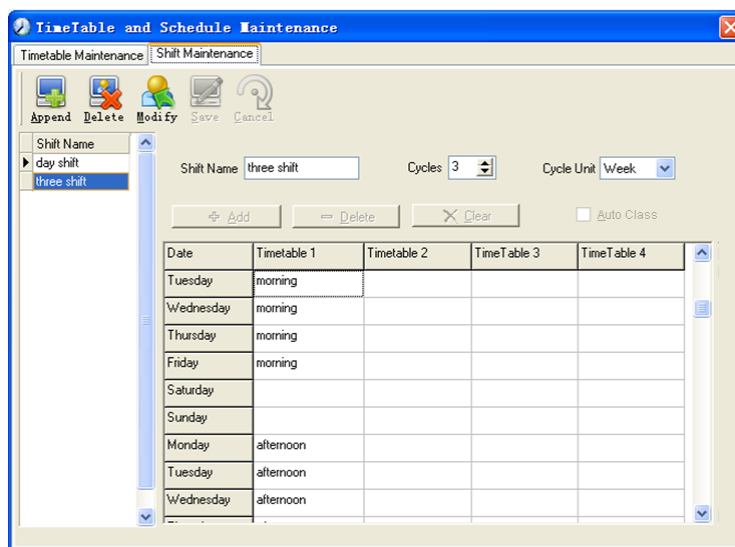 TimeTable and Schedule Maintenance
Timetable Maintenance Shift Maintenance
Append Delete Modify Save Cancel
Shift Name
day shift
three shift
Shift Name three shift Cycles 3 Cycle Unit Week
Add Delete Clear Auto Class
Date Timetable 1 Timetable 2 TimeTable 3 TimeTable 4
Tuesday morning
Wednesday morning
Thursday morning
Friday morning
Saturday
Sunday
Monday afternoon
Tuesday afternoon
Wednesday afternoon